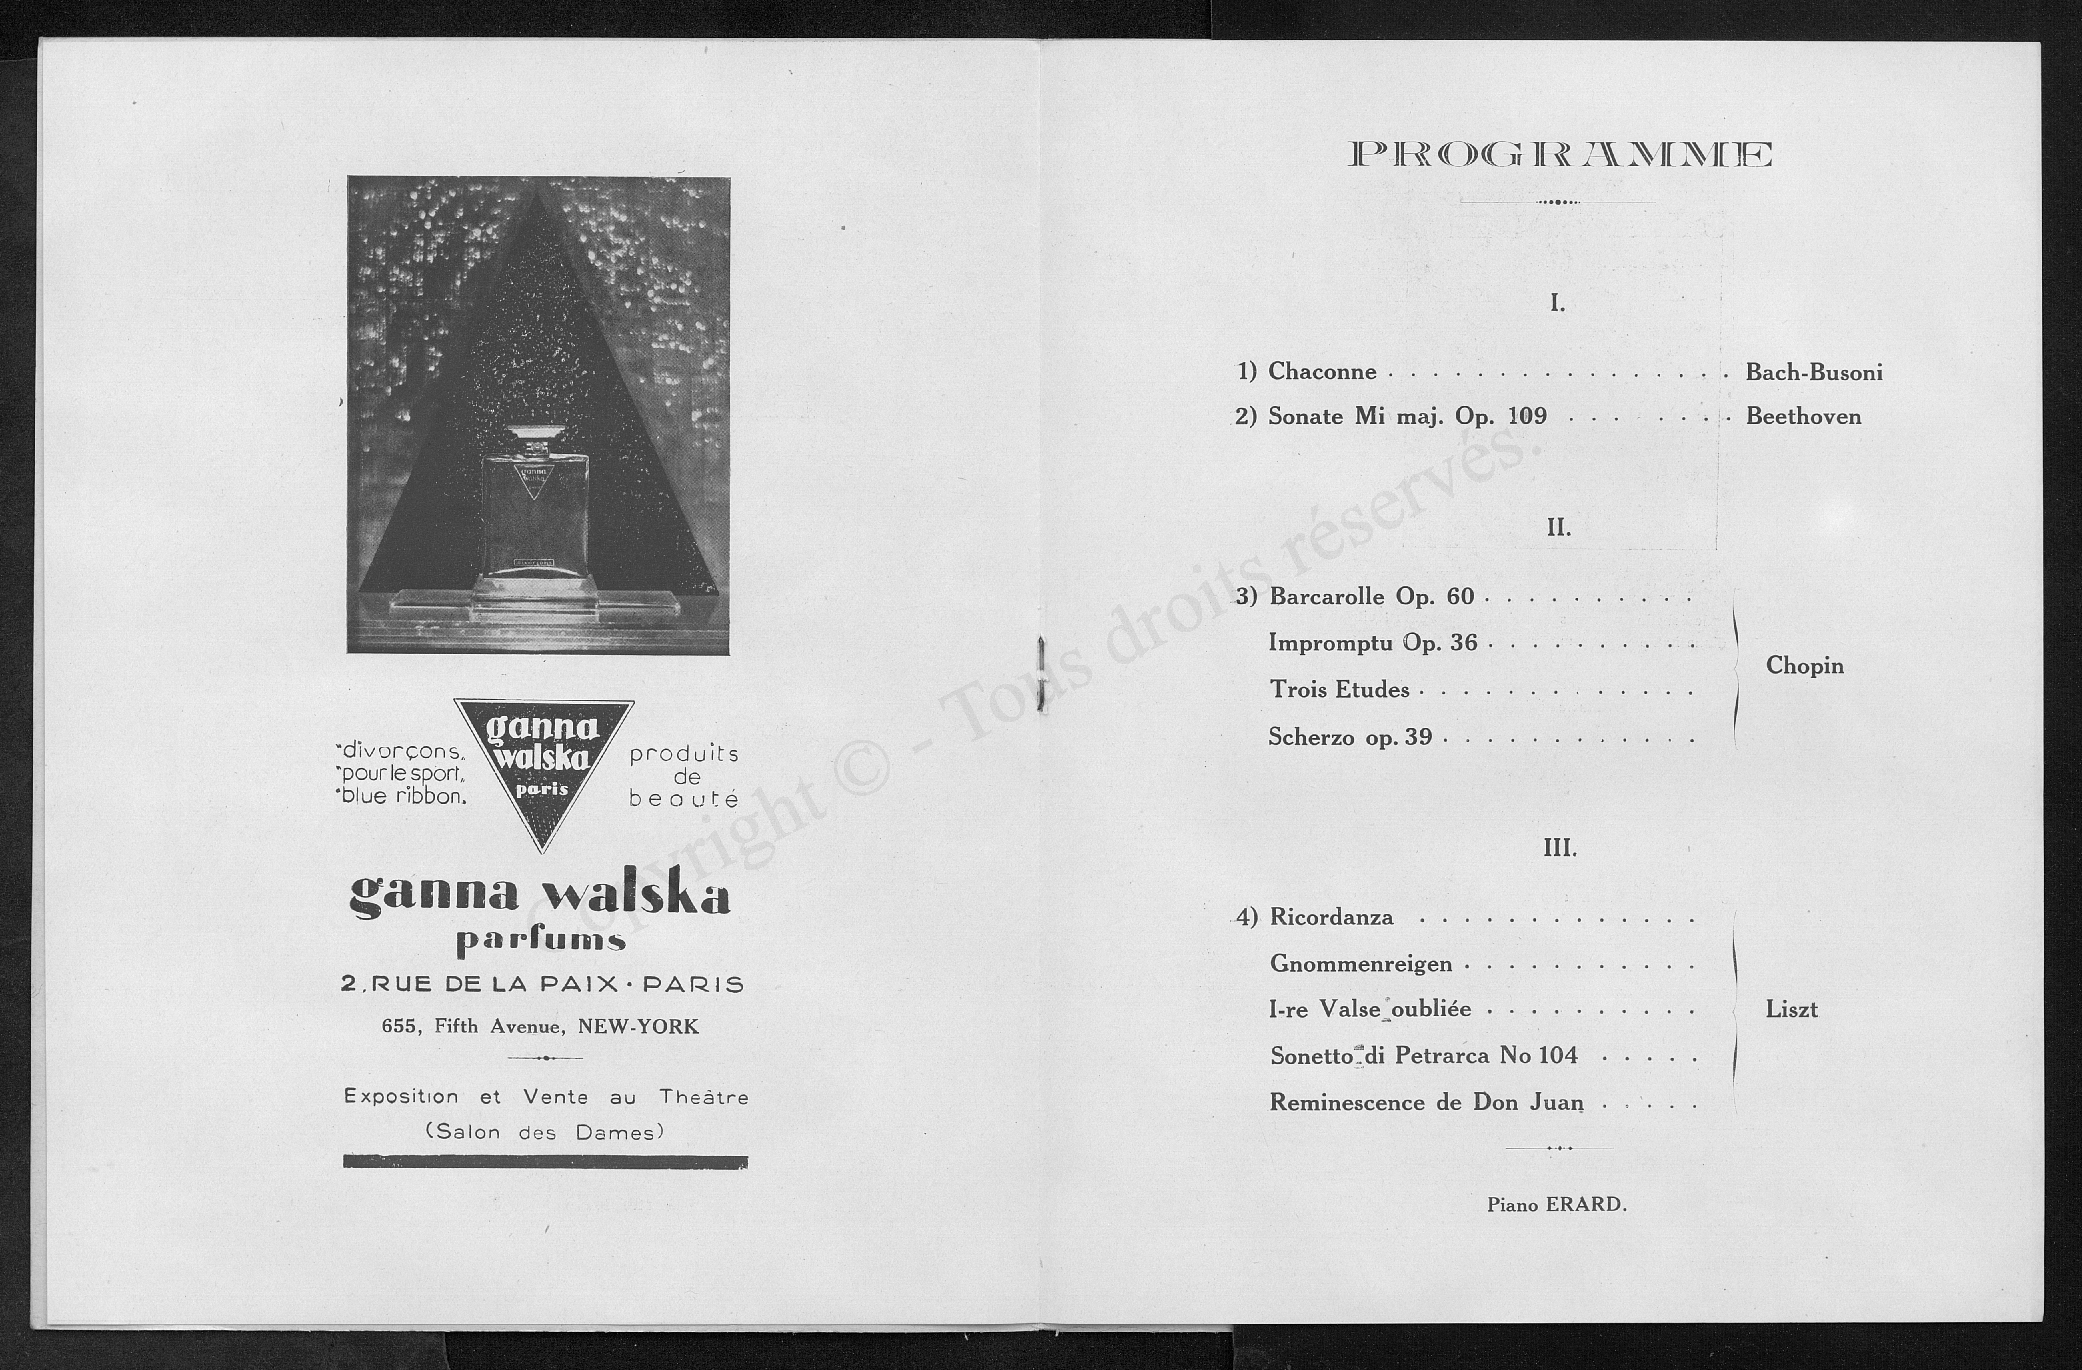 ganna
walska
ganna
walska
paris
"divorçons„
"pour le sport„
"blue ribbon„
produits
de
beauté
ganna walska
parfums
2, RUE DE LA PAIX · PARIS
655, Fifth Avenue, NEW-YORK
Exposition et Vente au Theâtre
(Salon des Dames)
PROGRAMME
I.
1) Chaconne . . . . . . . . . . . . . . . . Bach-Busoni
2) Sonate Mi maj. Op. 109 . . . . . . . . Beethoven
II.
3) Barcarolle Op. 60 . . . . . . . . . .
Impromptu Op. 36 . . . . . . . . . .
Chopin
Trois Etudes . . . . . . . . . . . . .
Scherzo op. 39 . . . . . . . . . . . .
III.
4) Ricordanza . . . . . . . . . . . . .
Gnommenreigen . . . . . . . . . . .
I-re Valse oubliée . . . . . . . . . . Liszt
Sonetto di Petrarca No 104 . . . . .
Reminescence de Don Juan . . . . .
Piano ERARD.
Copyright © - Tous droits réservés.